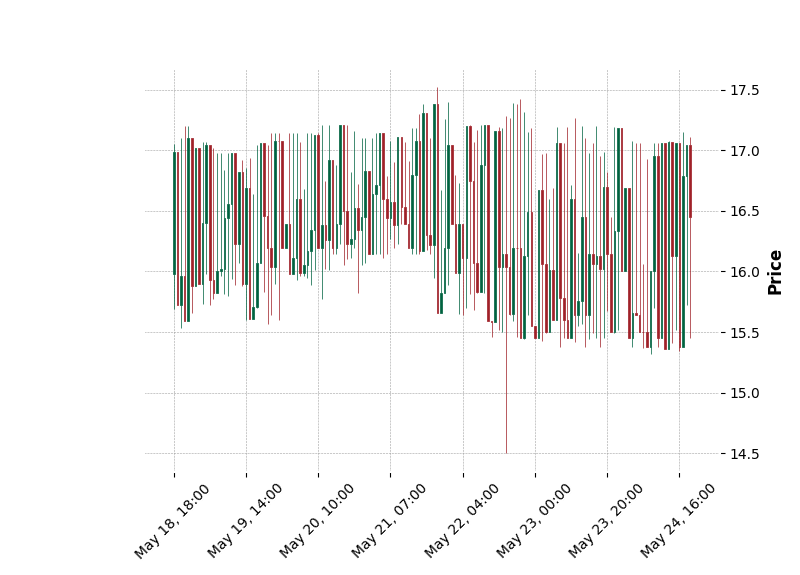 17.5
17.0
16.5
16.0
15.5
15.0
14.5
Price
May 18, 18:00
May 19, 14:00
May 20, 10:00
May 21, 07:00
May 22, 04:00
May 23, 00:00
May 23, 20:00
May 24, 16:00